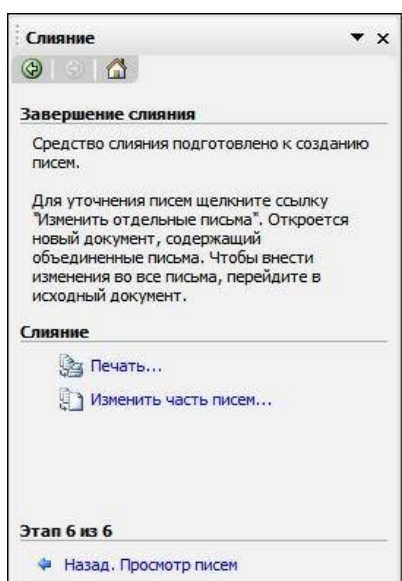 Слияние
Завершение слияния
Средство слияния подготовлено к созданию
писем.
Для уточнения писем щелкните ссылку
"Изменить отдельные письма". Откроется
новый документ, содержащий
объединенные письма. Чтобы внести
изменения во все письма, перейдите в
исходный документ.
Слияние
Печать...
Изменить часть писем...
Этап 6 из 6
Назад. Просмотр писем